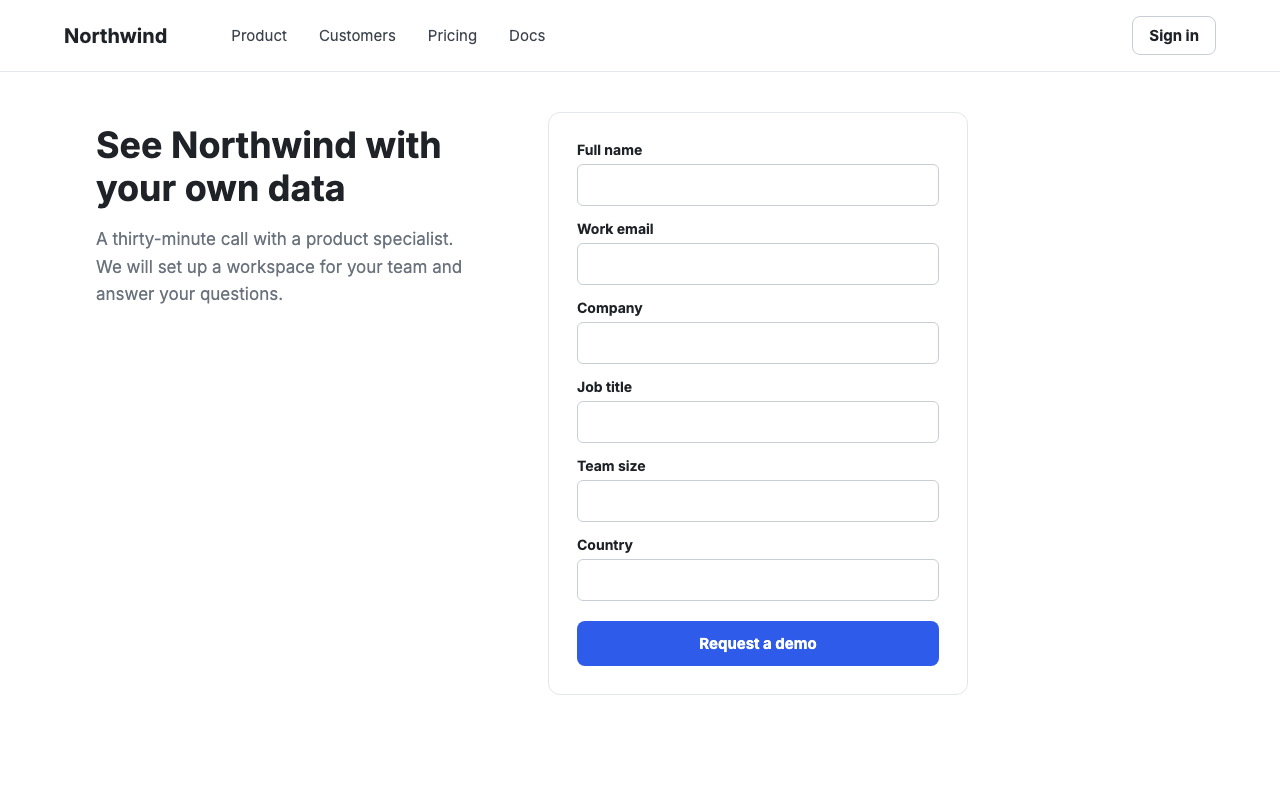 Northwind
Product
Customers
Pricing
Docs
Sign in
See Northwind with
your own data
A thirty-minute call with a product specialist.
We will set up a workspace for your team and
answer your questions.
Full name
Work email
Company
Job title
Team size
Country
Request a demo